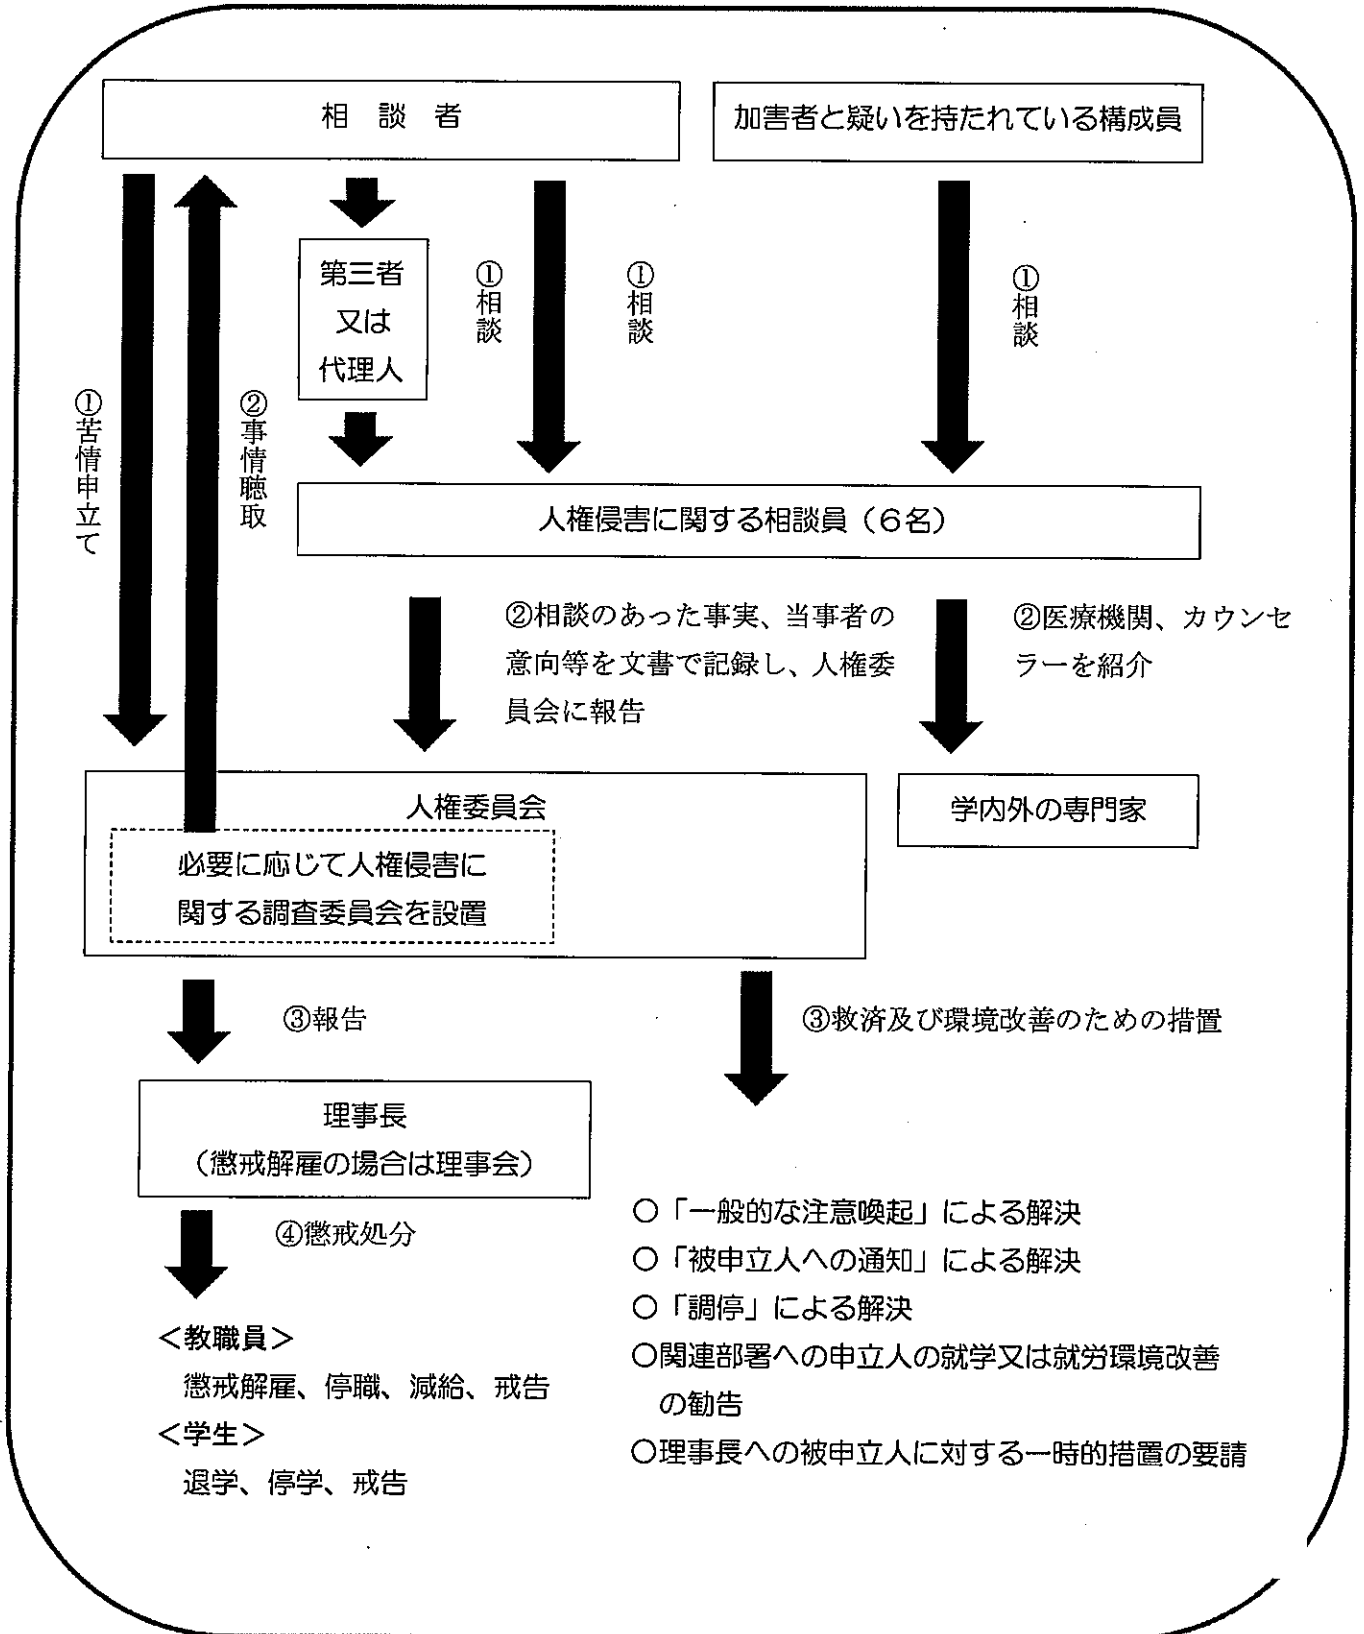 相 談 者
加害者と疑いを持たれている構成員
第三者
又は
代理人
①相談
①相談
①相談
①苦情申立て
②事情聴取
人権侵害に関する相談員（６名）
②相談のあった事実、当事者の
意向等を文書で記録し、人権委
員会に報告
②医療機関、カウンセ
ラーを紹介
人権委員会
必要に応じて人権侵害に
関する調査委員会を設置
学内外の専門家
③報告
③救済及び環境改善のための措置
理事長
（懲戒解雇の場合は理事会）
④懲戒処分
＜教職員＞
懲戒解雇、停職、減給、戒告
＜学生＞
退学、停学、戒告
○「一般的な注意喚起」による解決
○「被申立人への通知」による解決
○「調停」による解決
○関連部署への申立人の就学又は就労環境改善
の勧告
○理事長への被申立人に対する一時的措置の要請